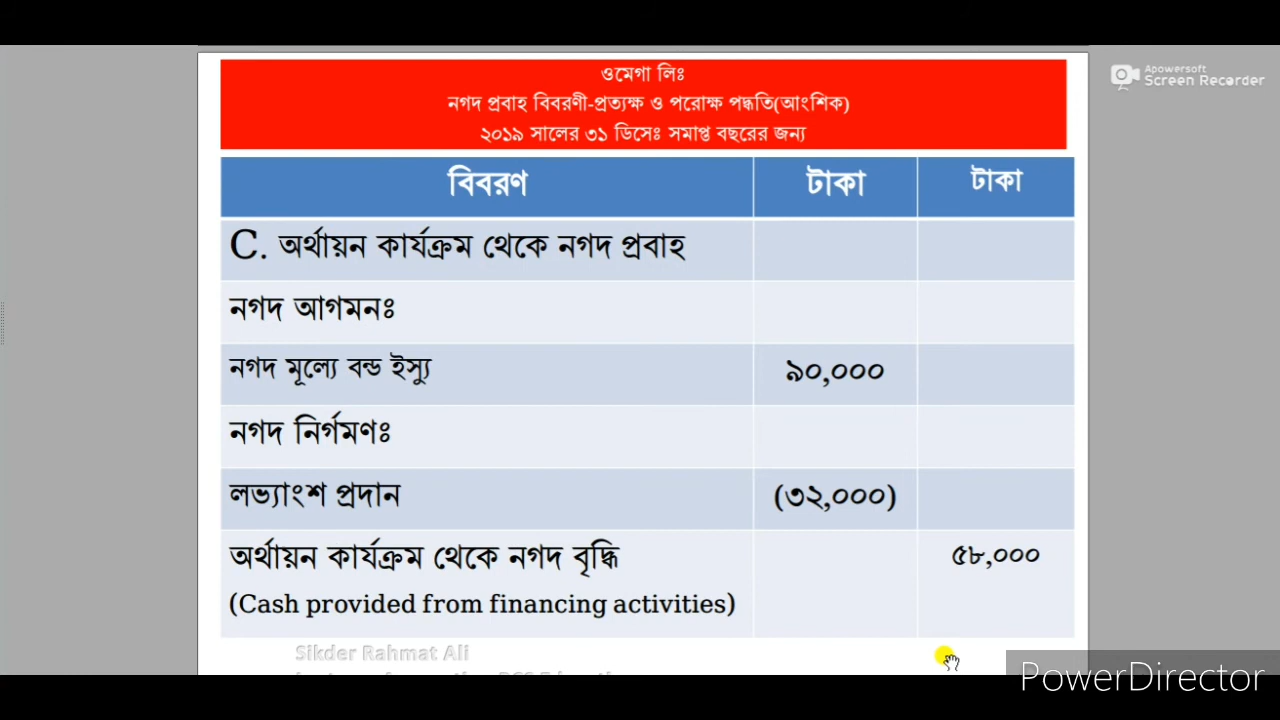 ওমেগা লিঃ
নগদ প্রবাহ বিবরণী-প্রত্যক্ষ ও পরোক্ষ পদ্ধতি(আংশিক)
২০১৯ সালের ৩১ ডিসেঃ সমাপ্ত বছরের জন্য
Apowersoft
Screen Recorder
বিবরণ টাকা টাকা
C. অর্থায়ন কার্যক্রম থেকে নগদ প্রবাহ
নগদ আগমনঃ
নগদ মূল্যে বন্ড ইস্যু ৯০,০০০
নগদ নির্গমণঃ
লভ্যাংশ প্রদান (৩২,০০০)
অর্থায়ন কার্যক্রম থেকে নগদ বৃদ্ধি ৫৮,০০০
(Cash provided from financing activities)
Sikder Rahmat Ali
PowerDirector